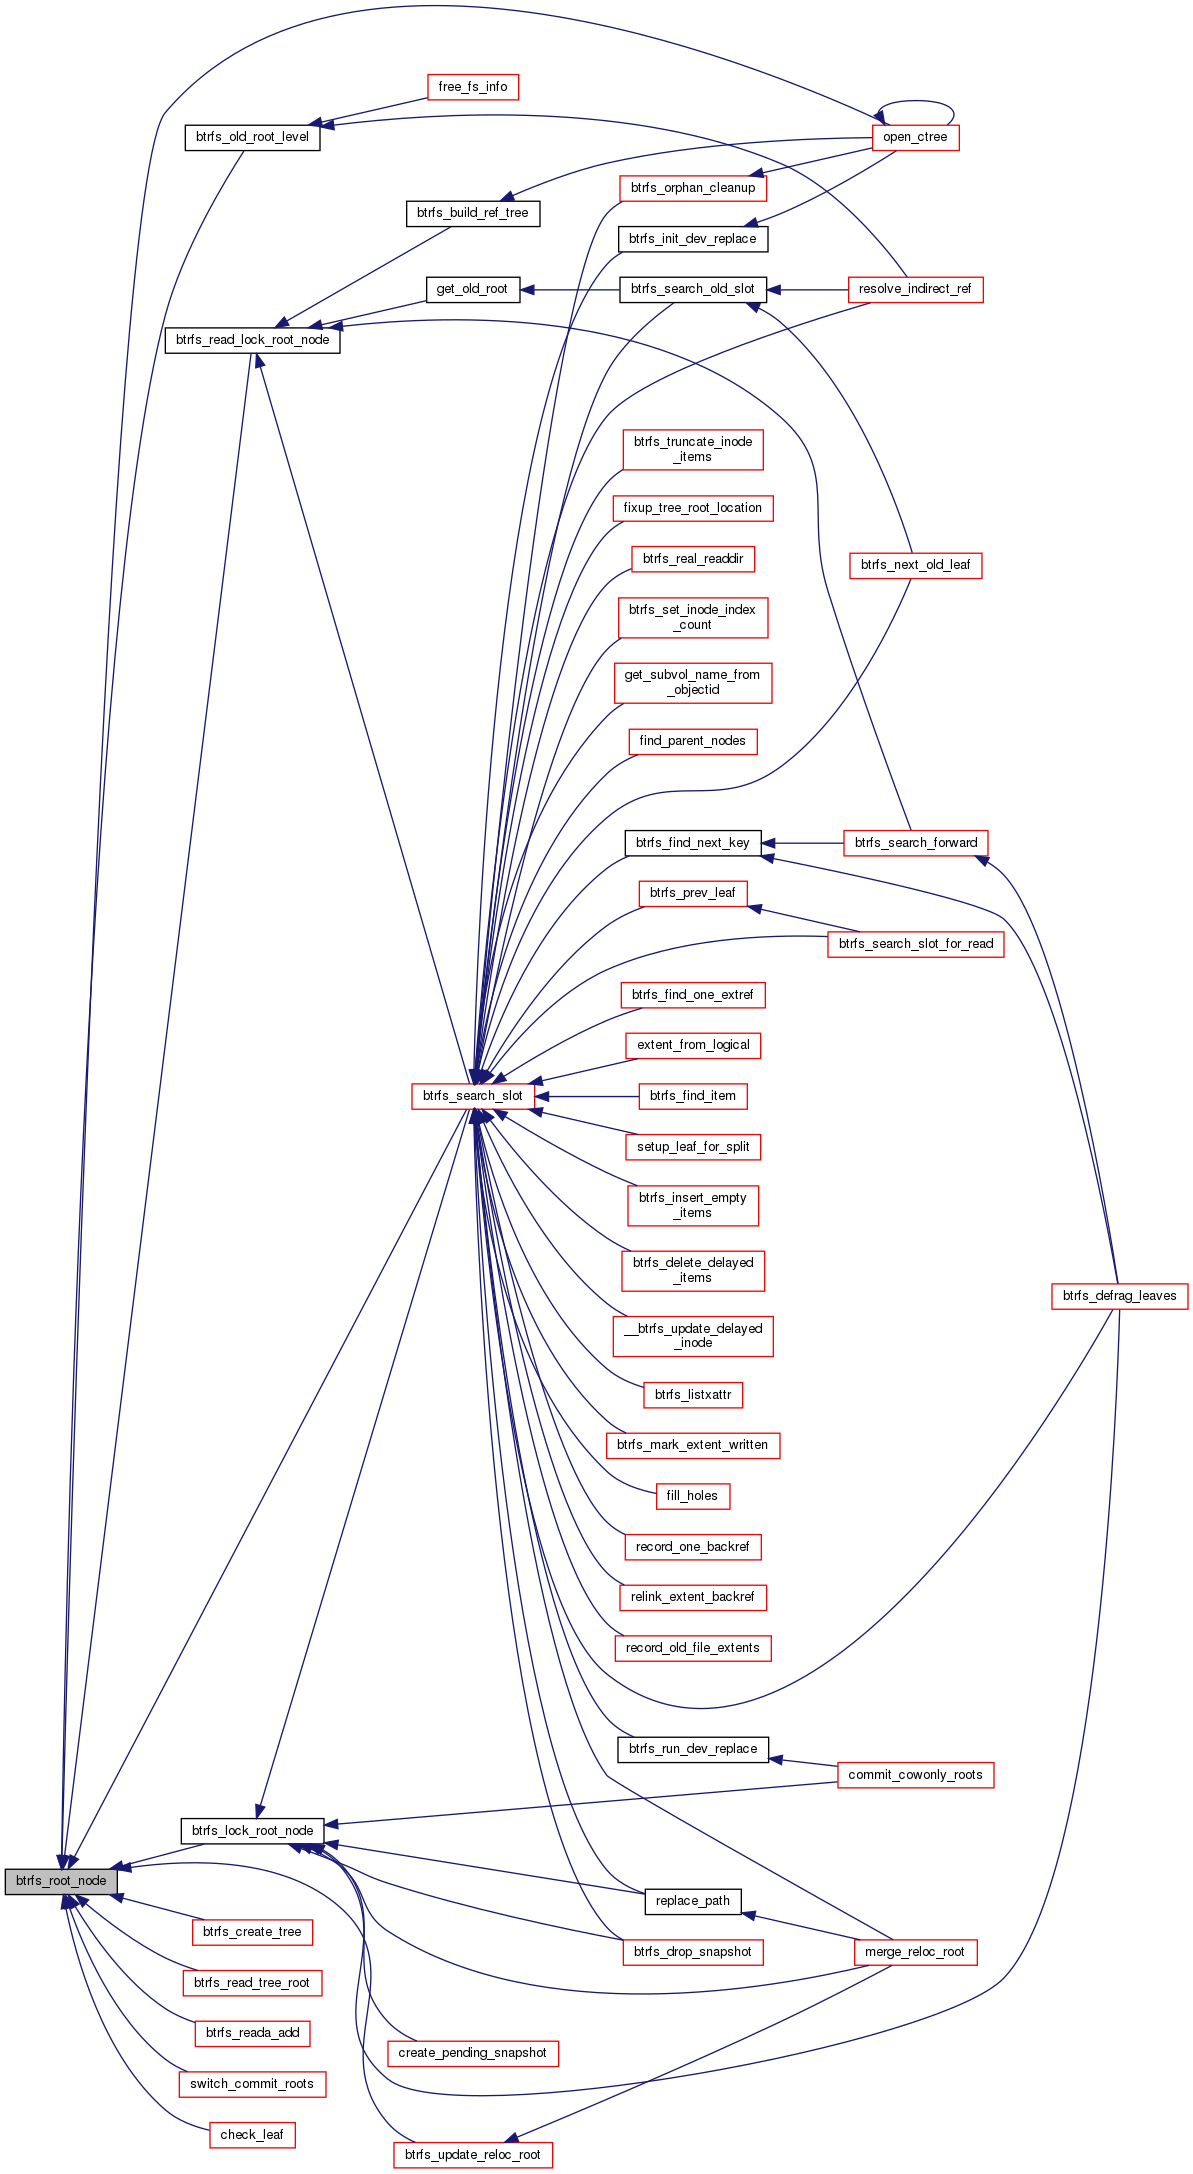 free_fs_info
btrfs_old_root_level
open_ctree
btrfs_orphan_cleanup
btrfs_build_ref_tree
btrfs_init_dev_replace
get_old_root
btrfs_search_old_slot
resolve_indirect_ref
btrfs_read_lock_root_node
btrfs_truncate_inode
_items
fixup_tree_root_location
btrfs_real_readdir
btrfs_next_old_leaf
btrfs_set_inode_index
_count
get_subvol_name_from
_objectid
find_parent_nodes
btrfs_find_next_key
btrfs_search_forward
btrfs_prev_leaf
btrfs_search_slot_for_read
btrfs_find_one_extref
extent_from_logical
btrfs_search_slot
btrfs_find_item
setup_leaf_for_split
btrfs_insert_empty
_items
btrfs_delete_delayed
_items
btrfs_defrag_leaves
__btrfs_update_delayed
_inode
btrfs_listxattr
btrfs_mark_extent_written
fill_holes
record_one_backref
relink_extent_backref
record_old_file_extents
btrfs_run_dev_replace
commit_cowonly_roots
btrfs_lock_root_node
btrfs_root_node
replace_path
btrfs_create_tree
btrfs_drop_snapshot
merge_reloc_root
btrfs_read_tree_root
btrfs_reada_add
create_pending_snapshot
switch_commit_roots
check_leaf
btrfs_update_reloc_root